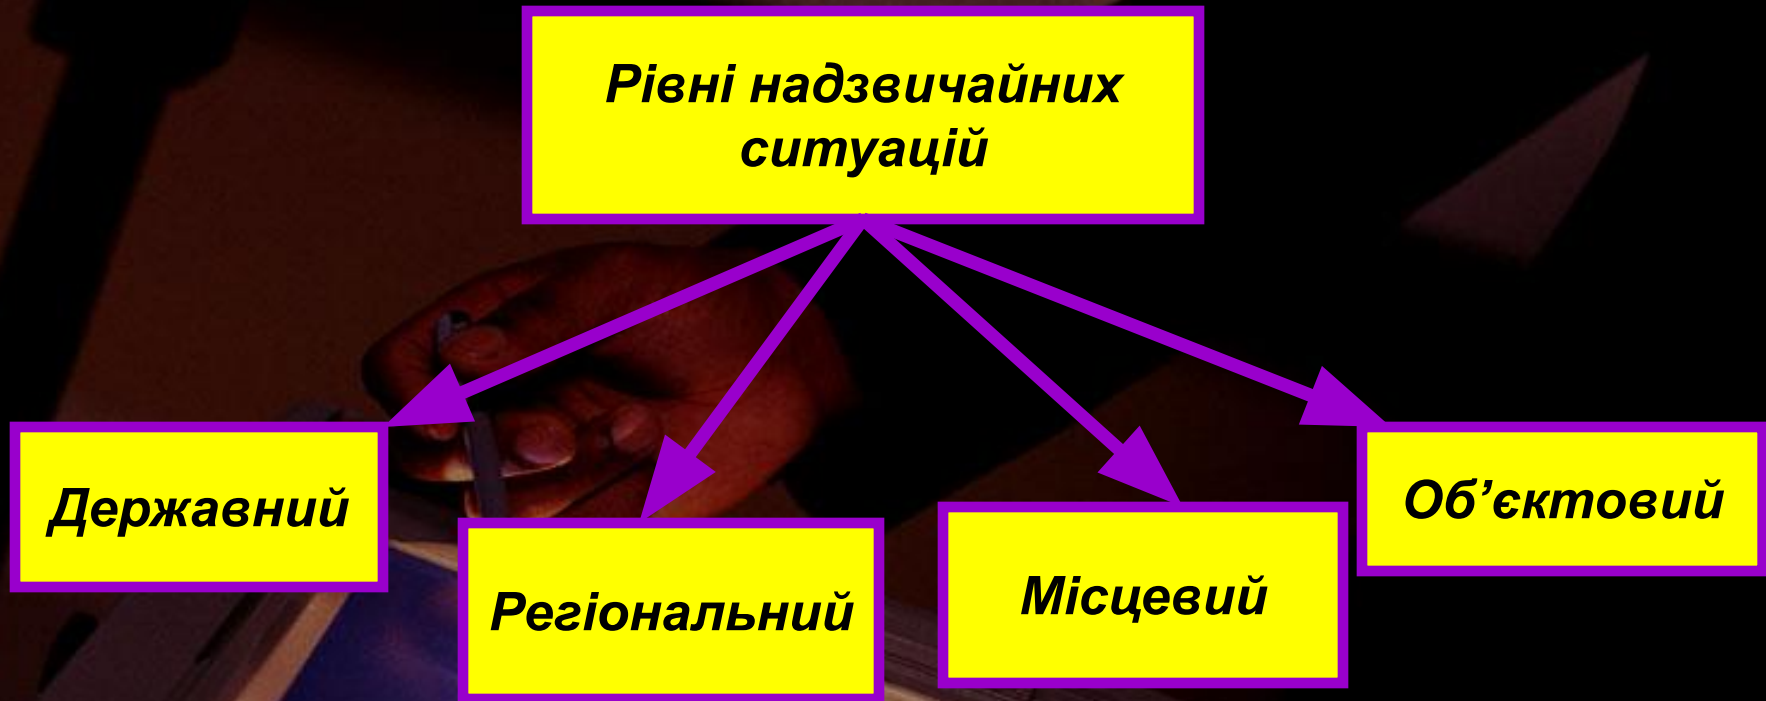 Рівні надзвичайних
ситуацій
Державний
Регіональний
Місцевий
Об’єктовий